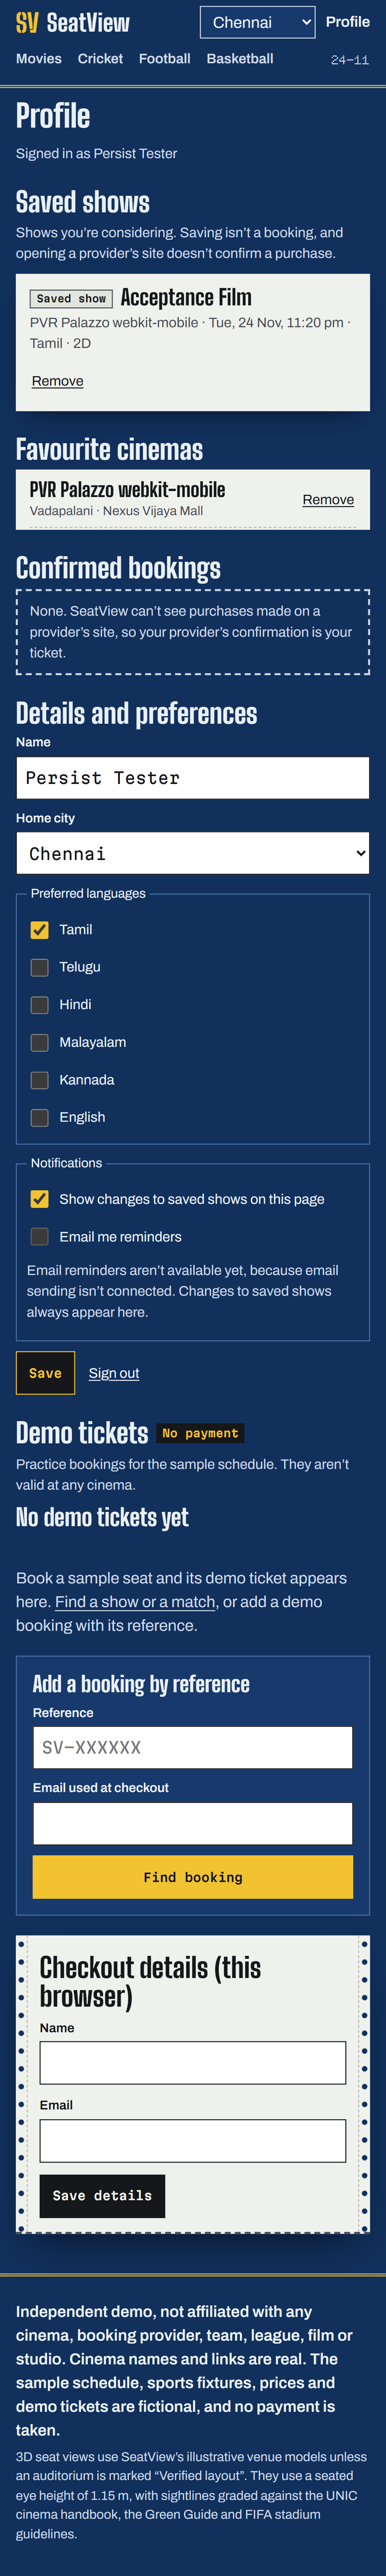 SV SeatView
Chennai
Profile
Movies Cricket Football Basketball
24–11
Profile
Signed in as Persist Tester
Saved shows
Shows you’re considering. Saving isn’t a booking, and
opening a provider’s site doesn’t confirm a purchase.
Saved show Acceptance Film
PVR Palazzo webkit-mobile · Tue, 24 Nov, 11:20 pm ·
Tamil · 2D
Remove
Favourite cinemas
PVR Palazzo webkit-mobile
Vadapalani · Nexus Vijaya Mall
Remove
Confirmed bookings
None. SeatView can’t see purchases made on a
provider’s site, so your provider’s confirmation is your
ticket.
Details and preferences
Name
Persist Tester
Home city
Chennai
Preferred languages
Tamil
Telugu
Hindi
Malayalam
Kannada
English
Notifications
Show changes to saved shows on this page
Email me reminders
Email reminders aren’t available yet, because email
sending isn’t connected. Changes to saved shows
always appear here.
Save
Sign out
Demo tickets No payment
Practice bookings for the sample schedule. They aren’t
valid at any cinema.
No demo tickets yet
Book a sample seat and its demo ticket appears
here. Find a show or a match, or add a demo
booking with its reference.
Add a booking by reference
Reference
SV-XXXXXX
Email used at checkout
Find booking
Checkout details (this
browser)
Name
Email
Save details
Independent demo, not affiliated with any
cinema, booking provider, team, league, film or
studio. Cinema names and links are real. The
sample schedule, sports fixtures, prices and
demo tickets are fictional, and no payment is
taken.
3D seat views use SeatView’s illustrative venue models unless
an auditorium is marked “Verified layout”. They use a seated
eye height of 1.15 m, with sightlines graded against the UNIC
cinema handbook, the Green Guide and FIFA stadium
guidelines.